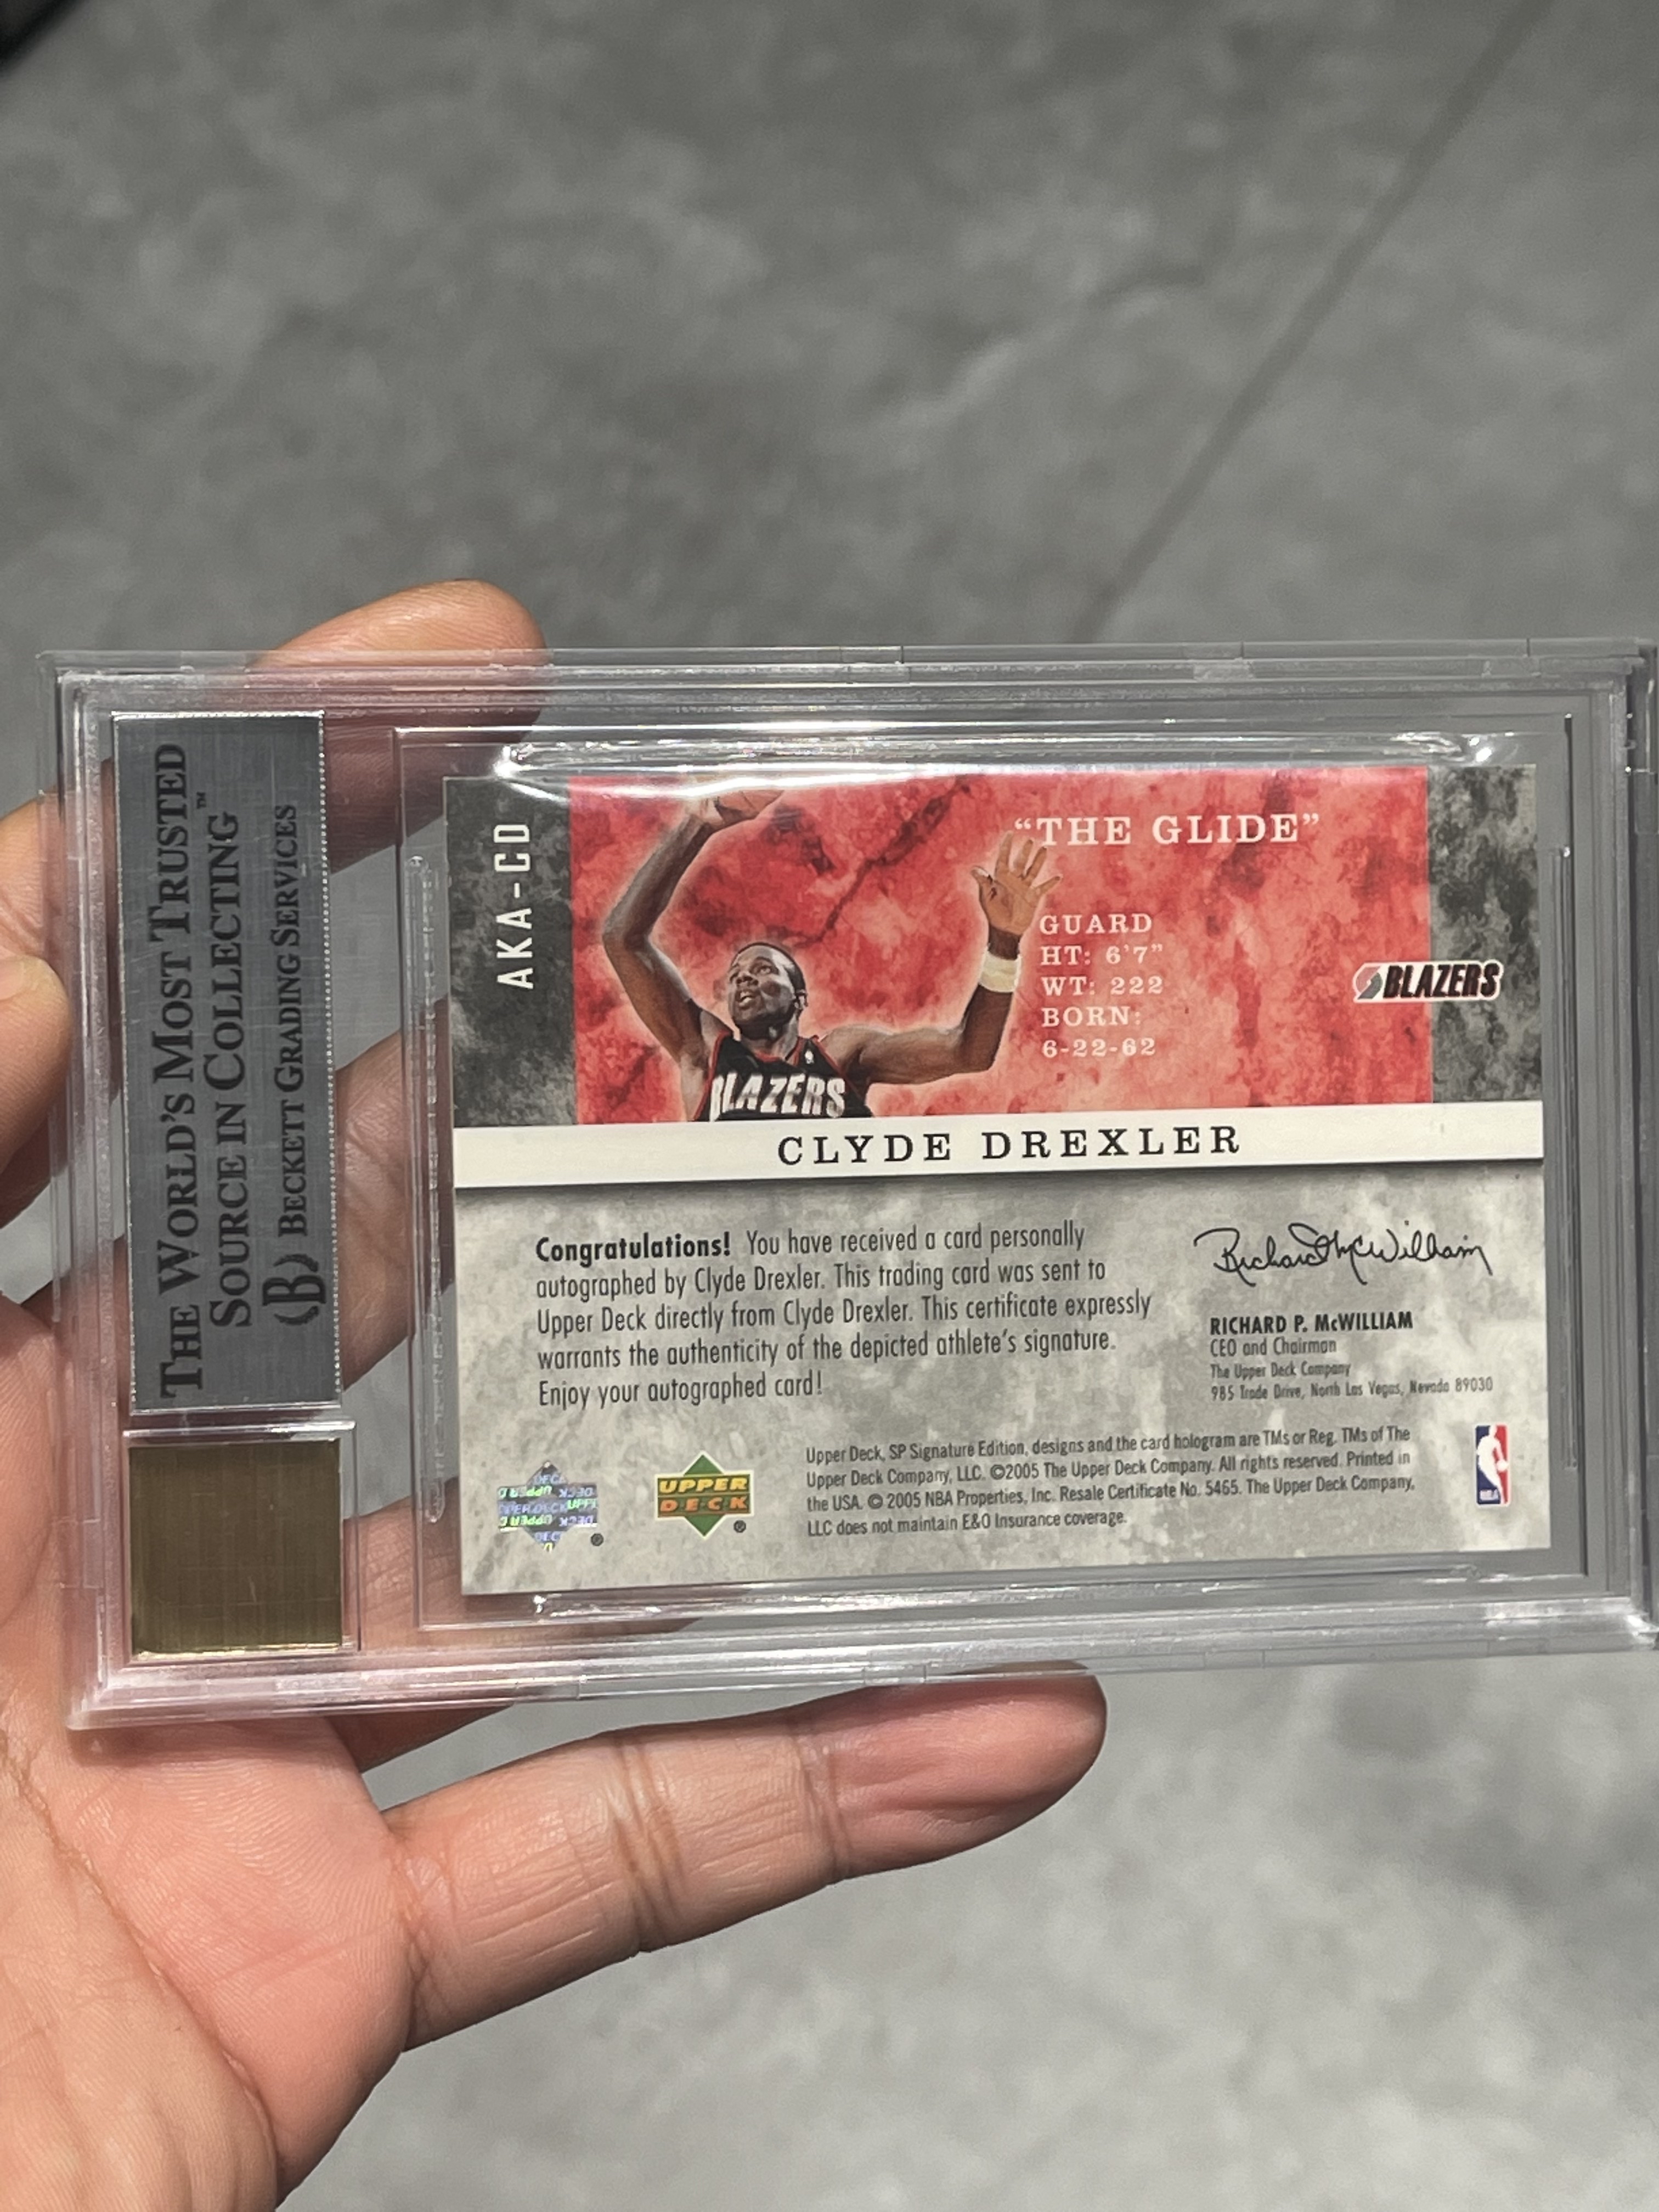 THE WORLD'S MOST TRUSTED
SOURCE IN COLLECTING™
B BECKETT GRADING SERVICES
AKA-CD
"THE GLIDE"
GUARD
HT: 6'7"
WT: 222
BORN:
6-22-62
BLAZERS
BLAZERS
CLYDE DREXLER
Congratulations! You have received a card personally
autographed by Clyde Drexler. This trading card was sent to
Upper Deck directly from Clyde Drexler. This certificate expressly
warrants the authenticity of the depicted athlete's signature.
Enjoy your autographed card!
Richard McWilliam
RICHARD P. McWILLIAM
CEO and Chairman
The Upper Deck Company
985 Trade Drive, North Las Vegas, Nevada 89030
UPPER
DECK
®
®
Upper Deck, SP Signature Edition, designs and the card hologram are TMs or Reg. TMs of The
Upper Deck Company, LLC. ©2005 The Upper Deck Company. All rights reserved. Printed in
the USA. © 2005 NBA Properties, Inc. Resale Certificate No. 5465. The Upper Deck Company,
LLC does not maintain E&O Insurance coverage.
NBA